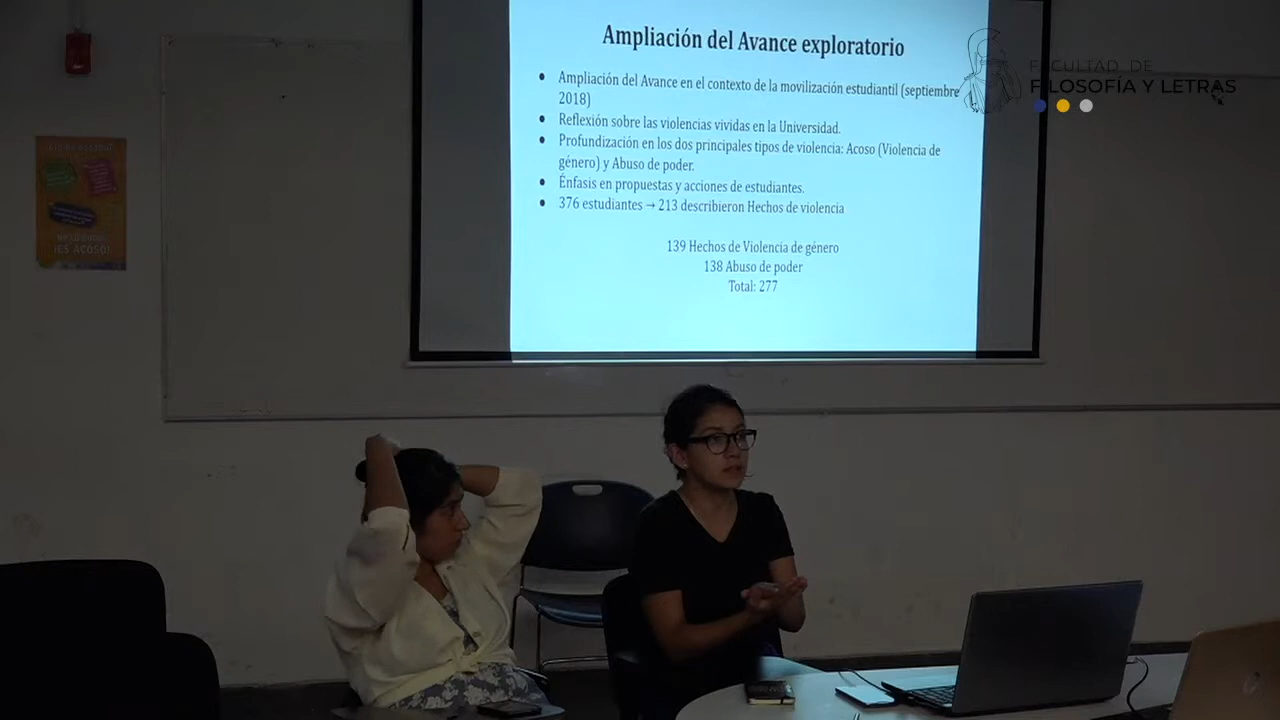 Ampliación del Avance exploratorio
• Ampliación del Avance en el contexto de la movilización estudiantil (septiembre
2018)
• Reflexión sobre las violencias vividas en la Universidad.
• Profundización en los dos principales tipos de violencia: Acoso (Violencia de
género) y Abuso de poder.
• Énfasis en propuestas y acciones de estudiantes.
• 376 estudiantes → 213 describieron Hechos de violencia
139 Hechos de Violencia de género
138 Abuso de poder
Total: 277
FACULTAD DE
FILOSOFÍA Y LETRAS
¡ES ACOSO!